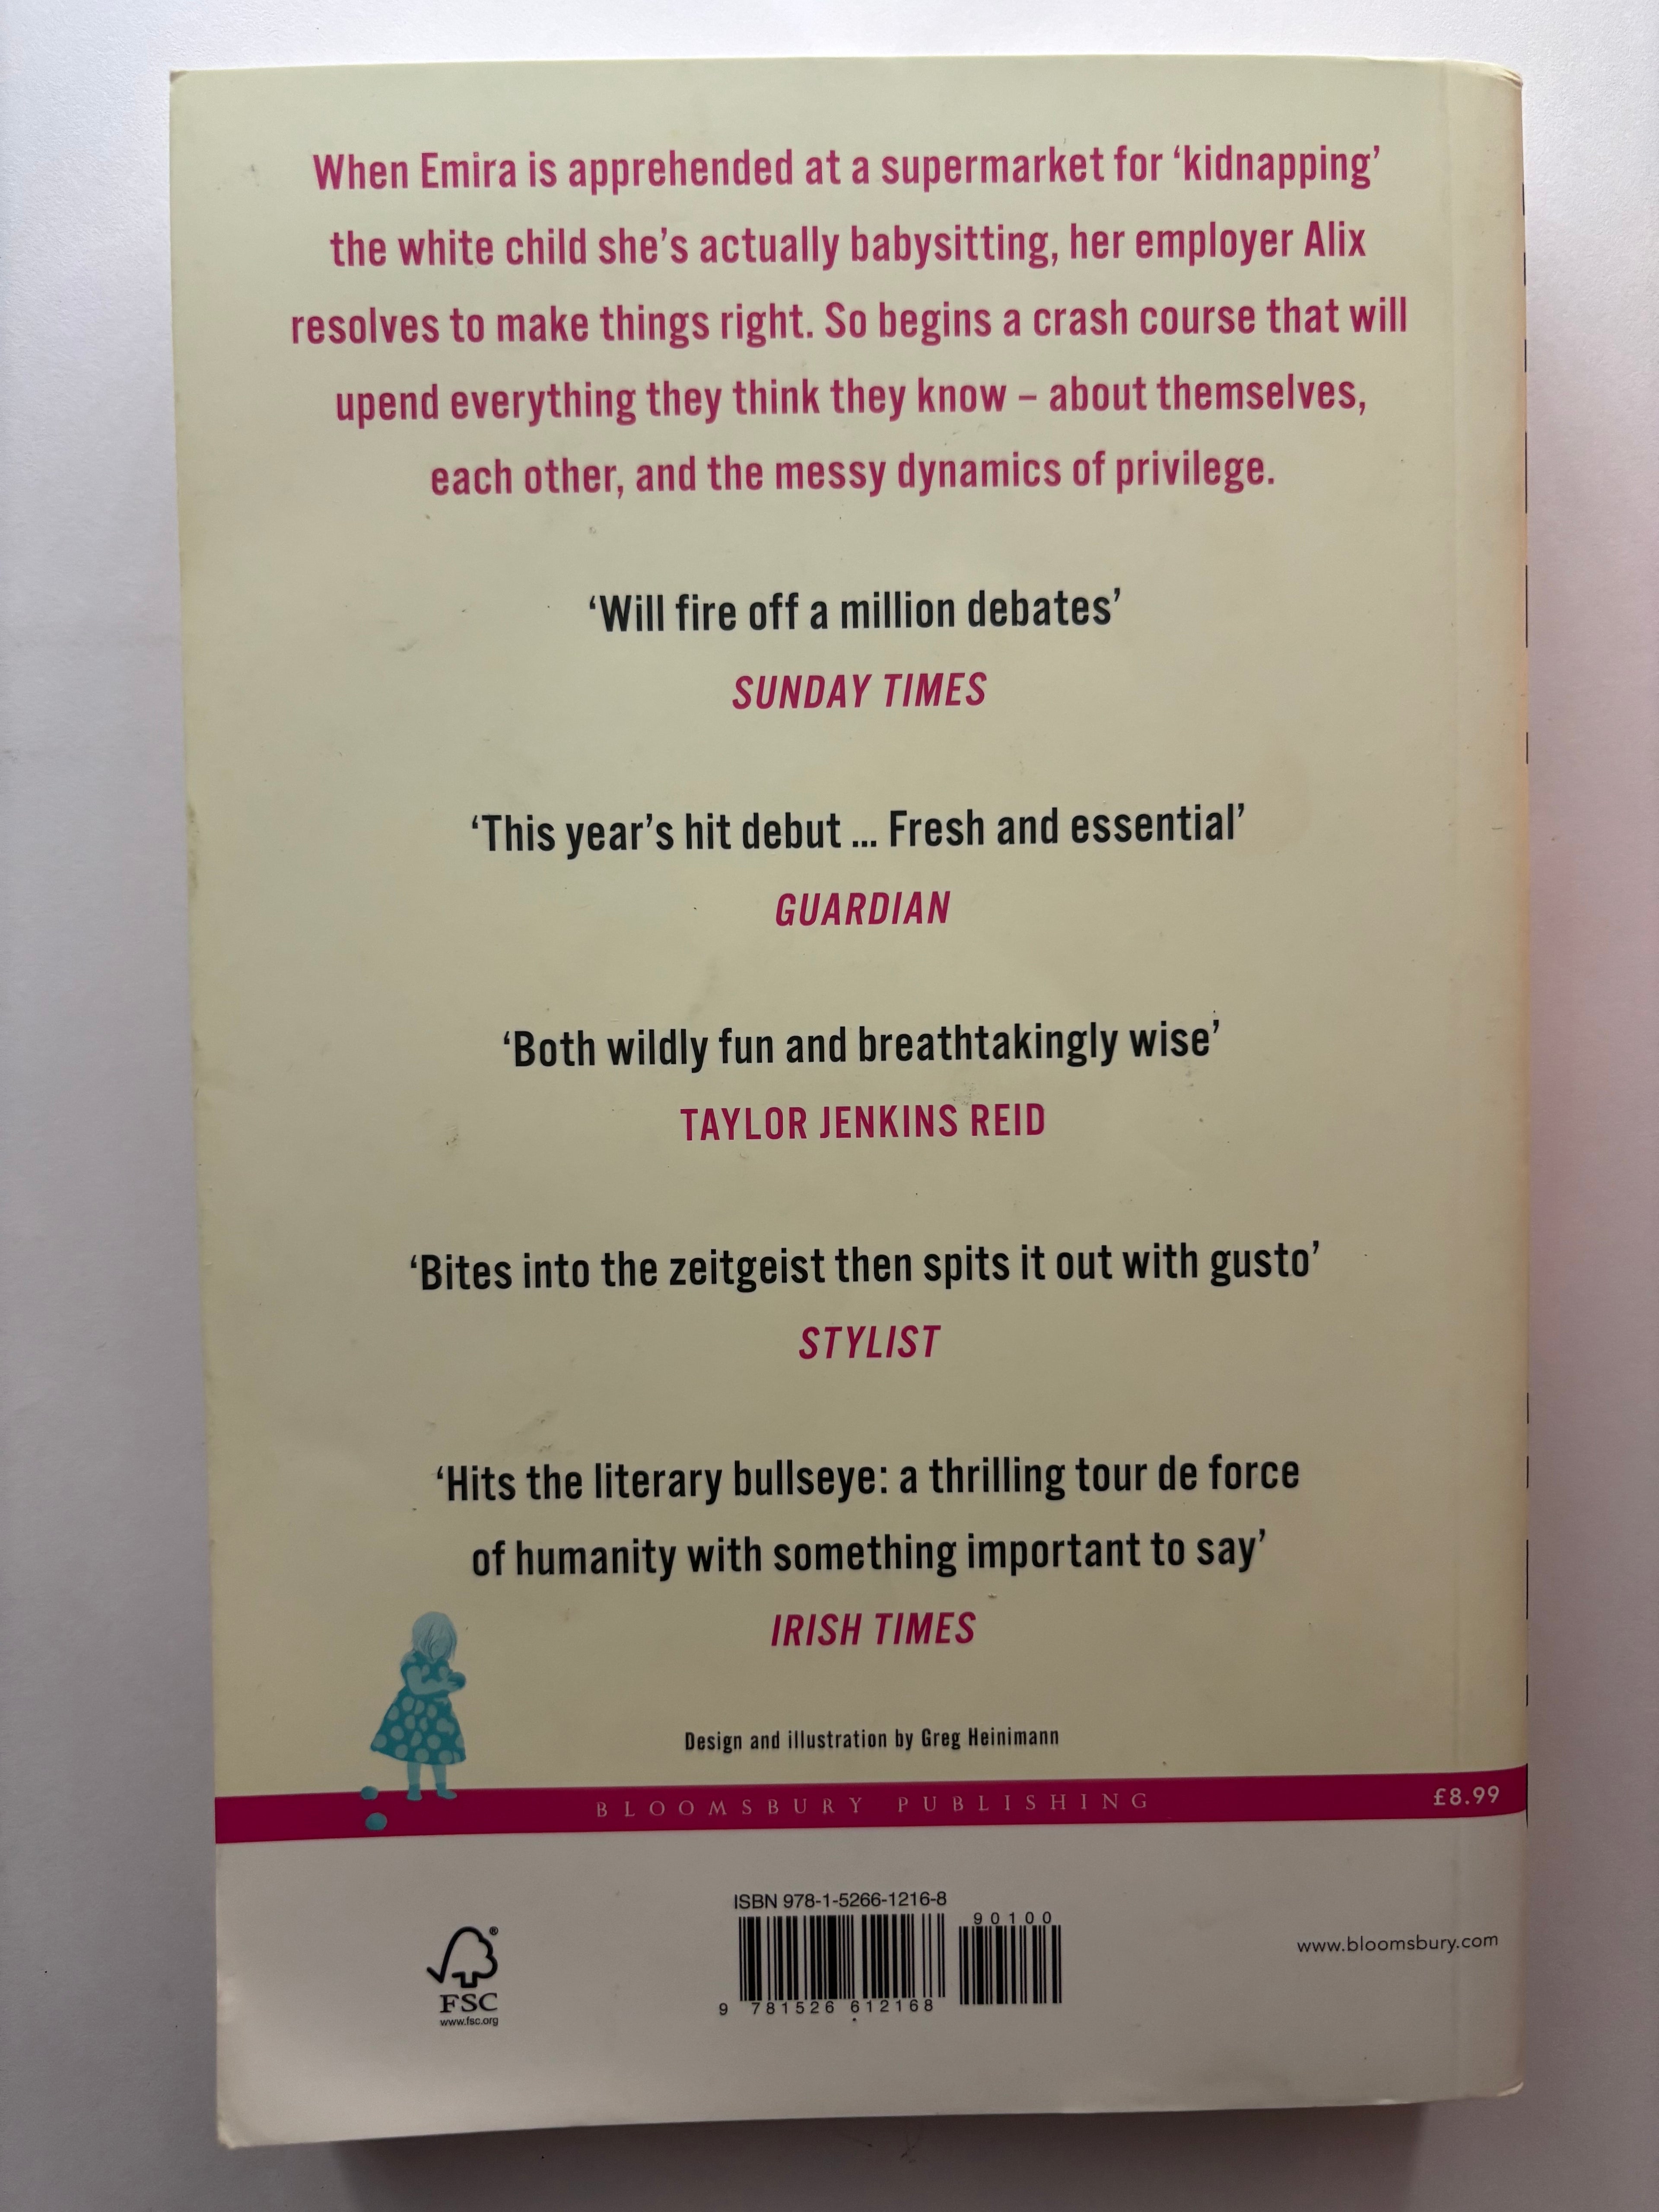 When Emira is apprehended at a supermarket for ‘kidnapping’
the white child she’s actually babysitting, her employer Alix
resolves to make things right. So begins a crash course that will
upend everything they think they know – about themselves,
each other, and the messy dynamics of privilege.
‘Will fire off a million debates’
SUNDAY TIMES
‘This year’s hit debut ... Fresh and essential’
GUARDIAN
‘Both wildly fun and breathtakingly wise’
TAYLOR JENKINS REID
‘Bites into the zeitgeist then spits it out with gusto’
STYLIST
‘Hits the literary bullseye: a thrilling tour de force
of humanity with something important to say’
IRISH TIMES
Design and illustration by Greg Heinimann
BLOOMSBURY PUBLISHING
£8.99
ISBN 978-1-5266-1216-8
90100
9 781526 612168
www.bloomsbury.com
®
FSC
www.fsc.org